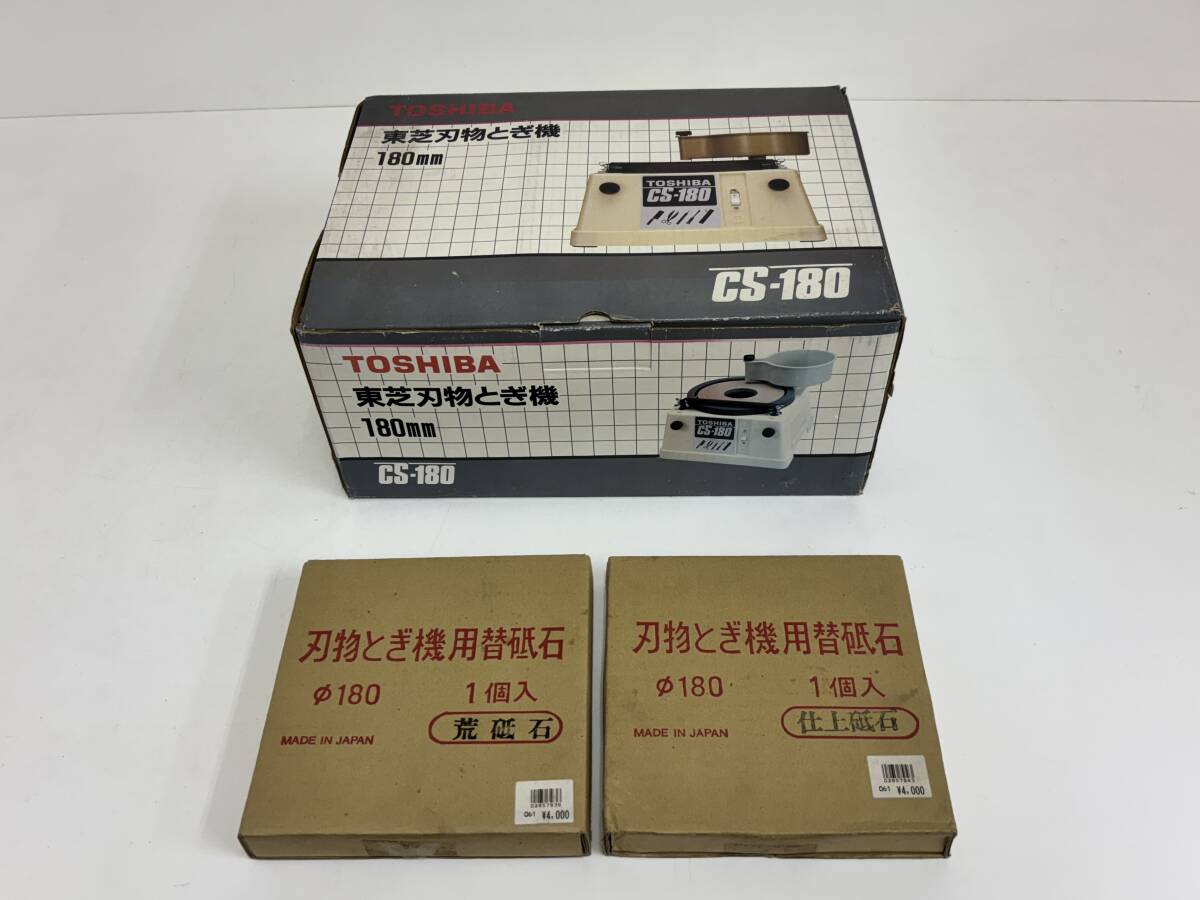 TOSHIBA
東芝刃物とぎ機
180mm
TOSHIBA
CS-180
CS-180
TOSHIBA
東芝刃物とぎ機
180mm
TOSHIBA
CS-180
CS-180
刃物とぎ機用替砥石
φ180 1個入
荒砥石
MADE IN JAPAN
¥4,000
刃物とぎ機用替砥石
φ180 1個入
仕上砥石
MADE IN JAPAN
¥4,000